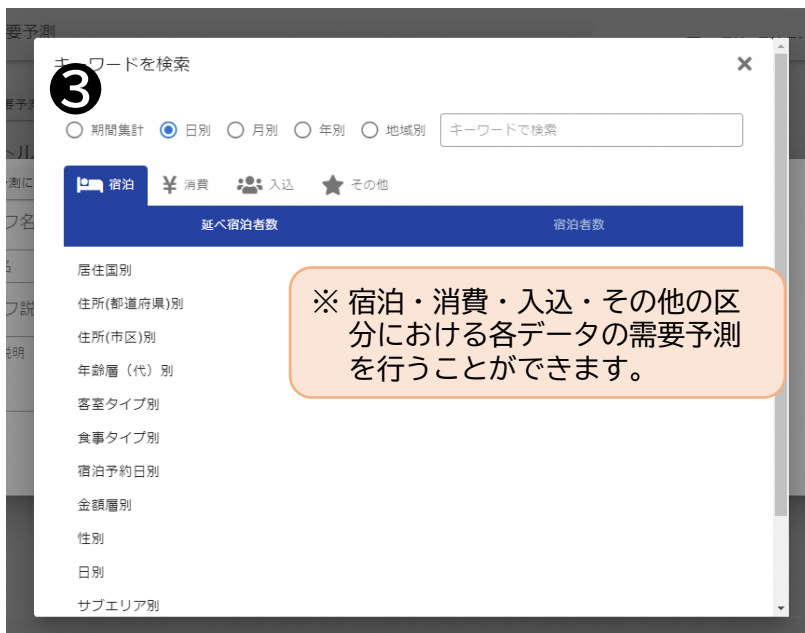 要予測
キーワードを検索
3
期間集計 日別 月別 年別 地域別 キーワードで検索
宿泊 消費 入込 その他
延べ宿泊者数 宿泊者数
居住国別
住所(都道府県)別
住所(市区)別
年齢層（代）別
客室タイプ別
食事タイプ別
宿泊予約日別
金額層別
性別
日別
サブエリア別
※ 宿泊・消費・入込・その他の区
分における各データの需要予測
を行うことができます。